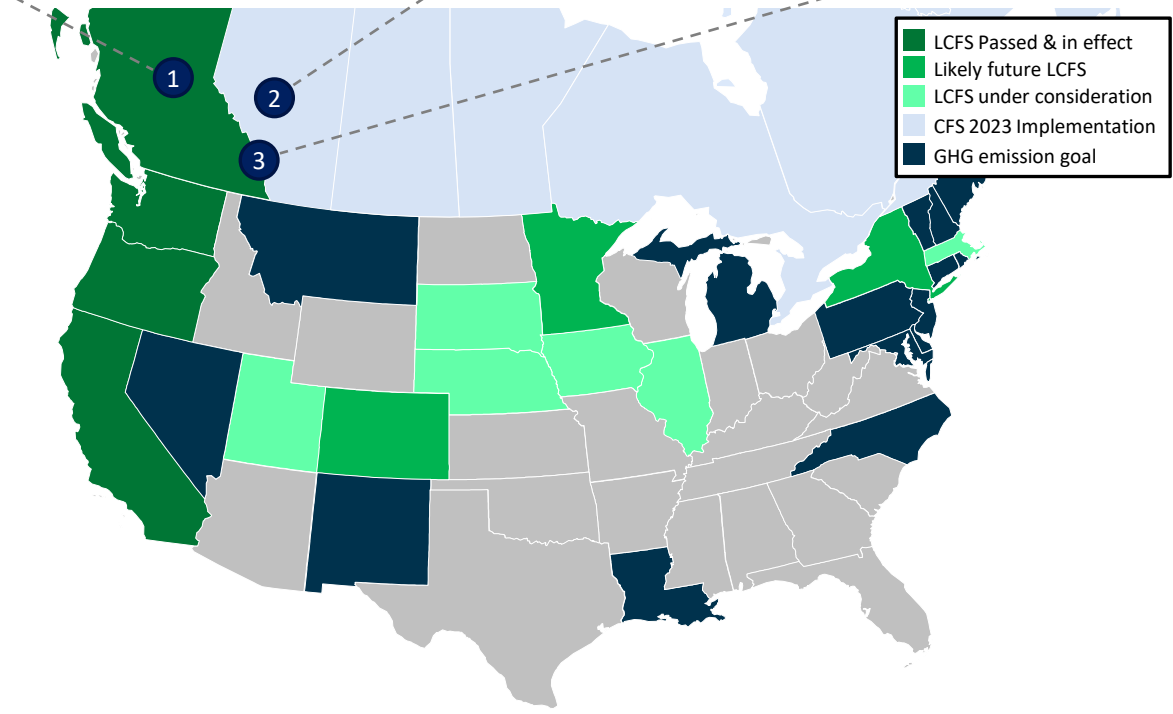 LCFS Passed & in effect
1
Likely future LCFS
2
LCFS under consideration
CFS 2023 Implementation
3
GHG emission goal